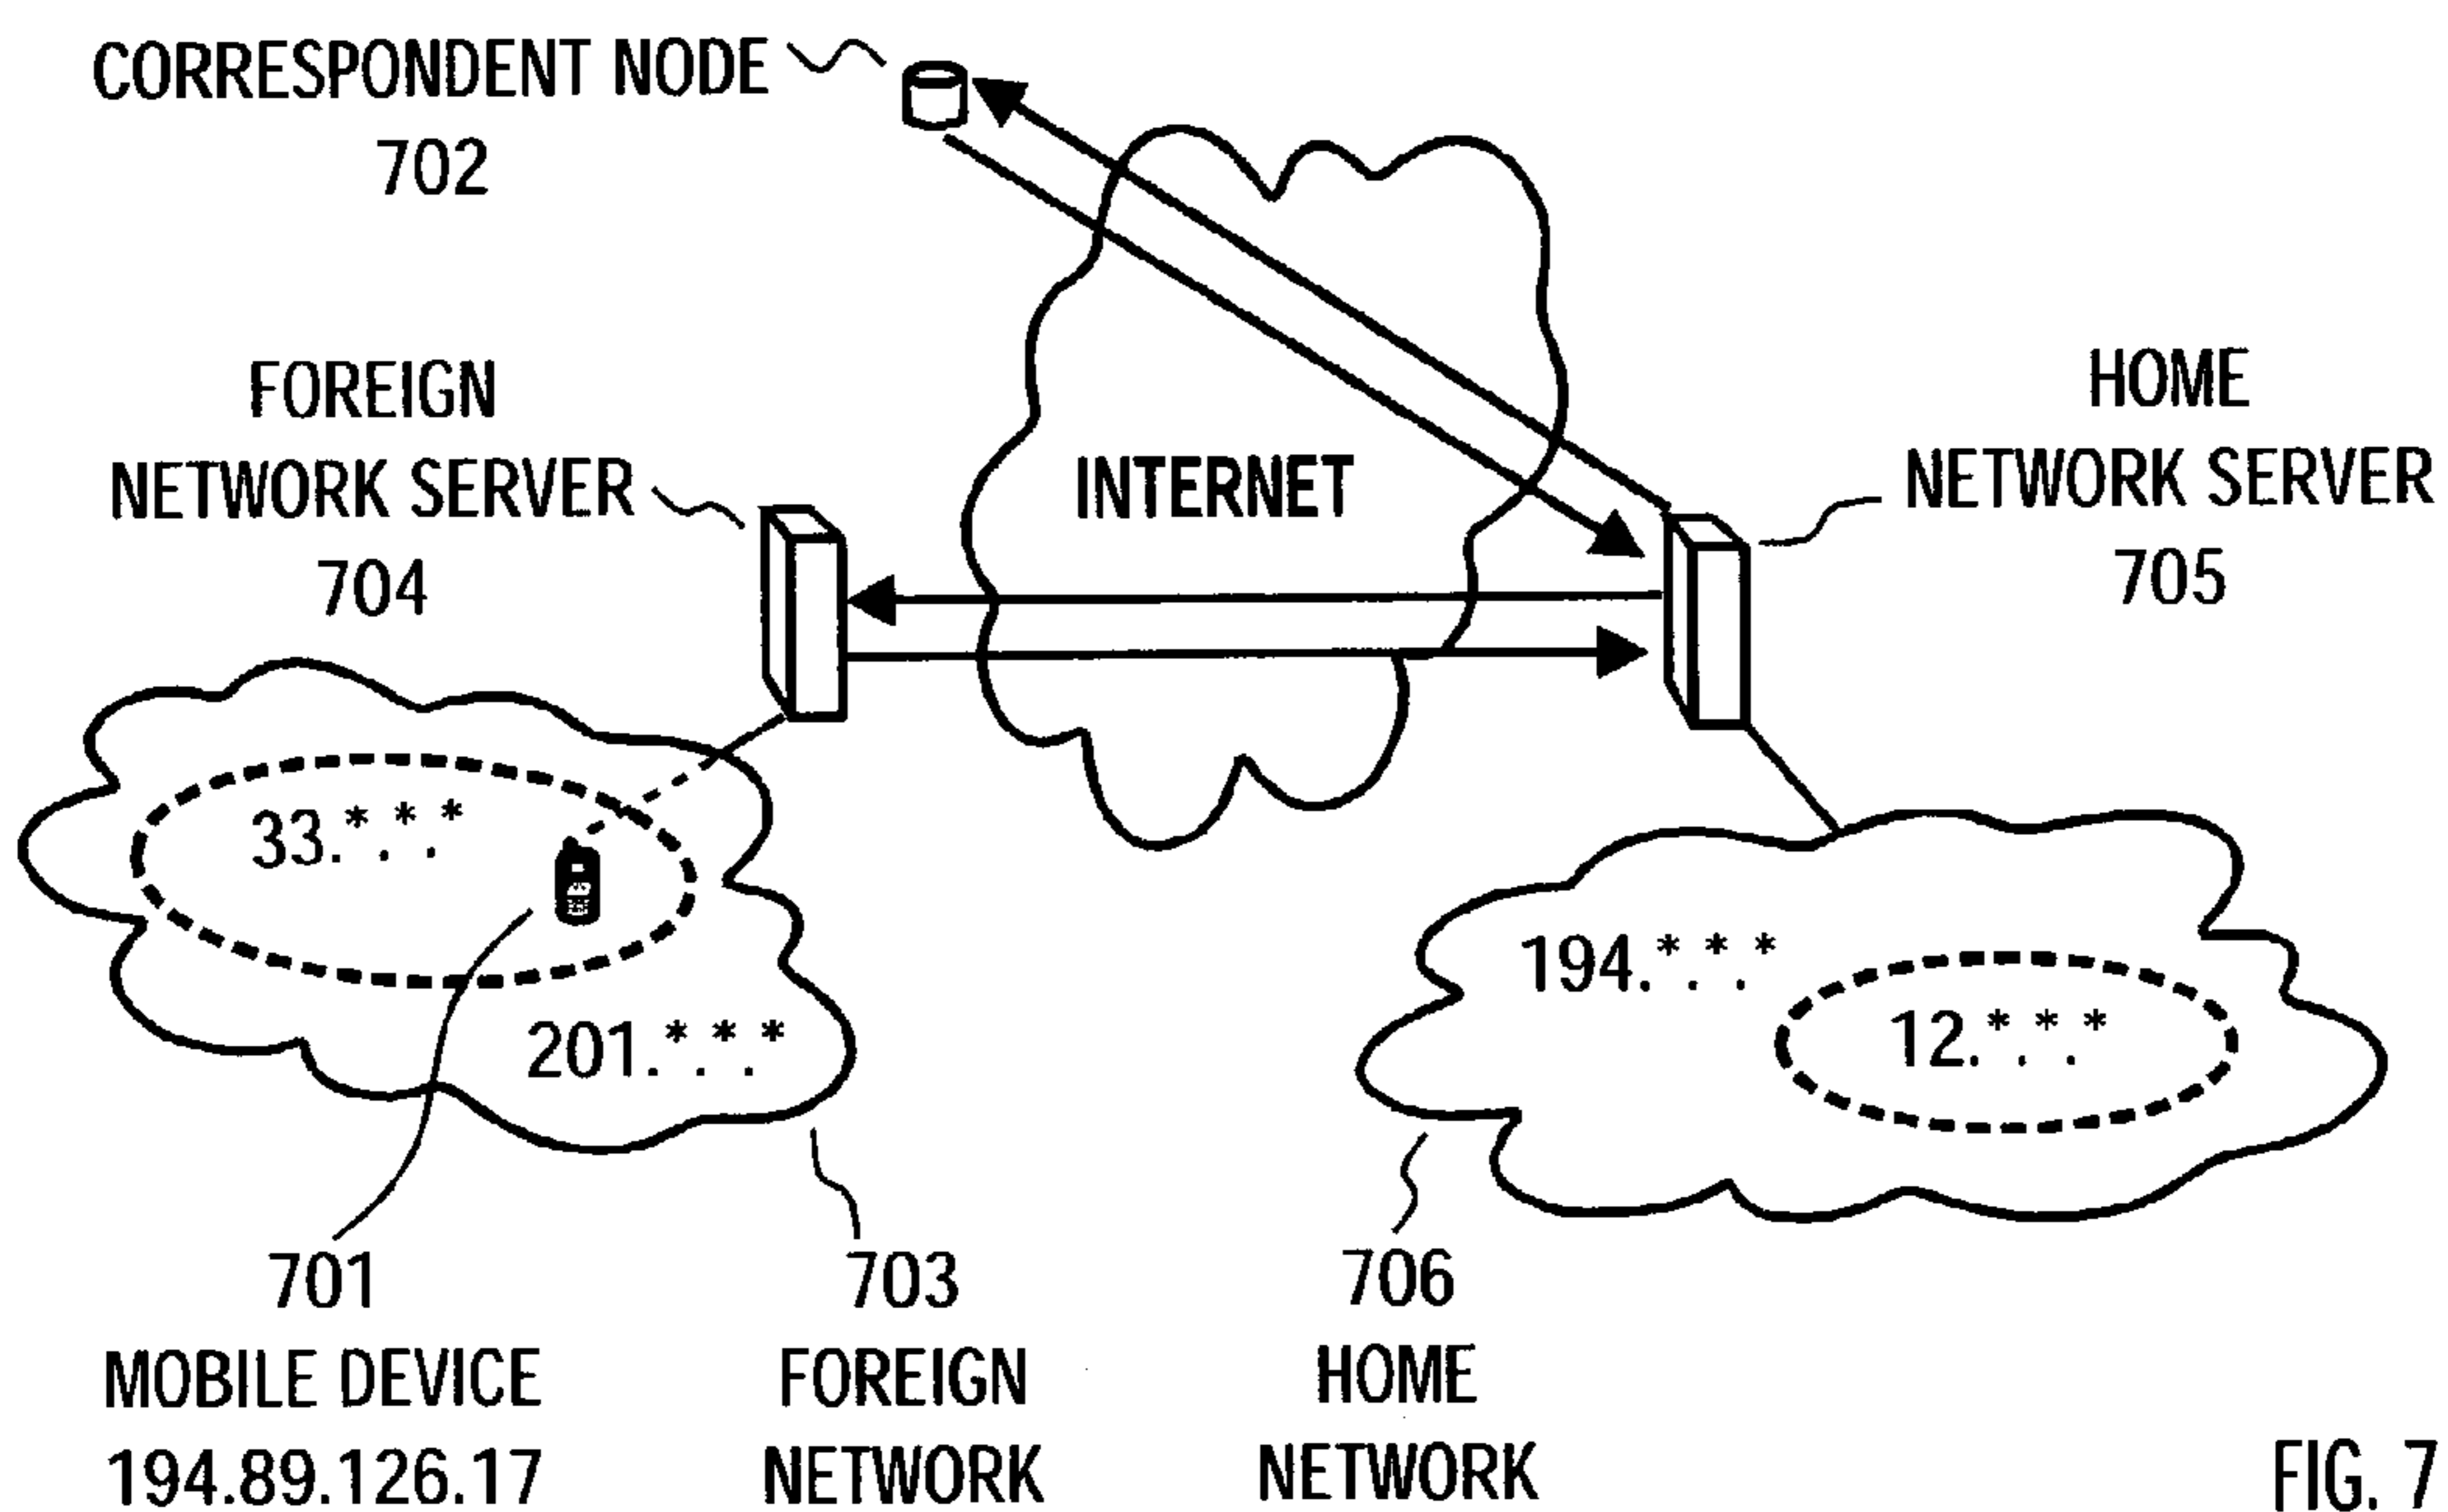 CORRESPONDENT NODE
702
FOREIGN
NETWORK SERVER
704
INTERNET
HOME
NETWORK SERVER
705
33.*.*.*
201.*.*.*
194.*.*.*
12.*.*.*
701
MOBILE DEVICE
194.89.126.17
703
FOREIGN
NETWORK
706
HOME
NETWORK
FIG. 7